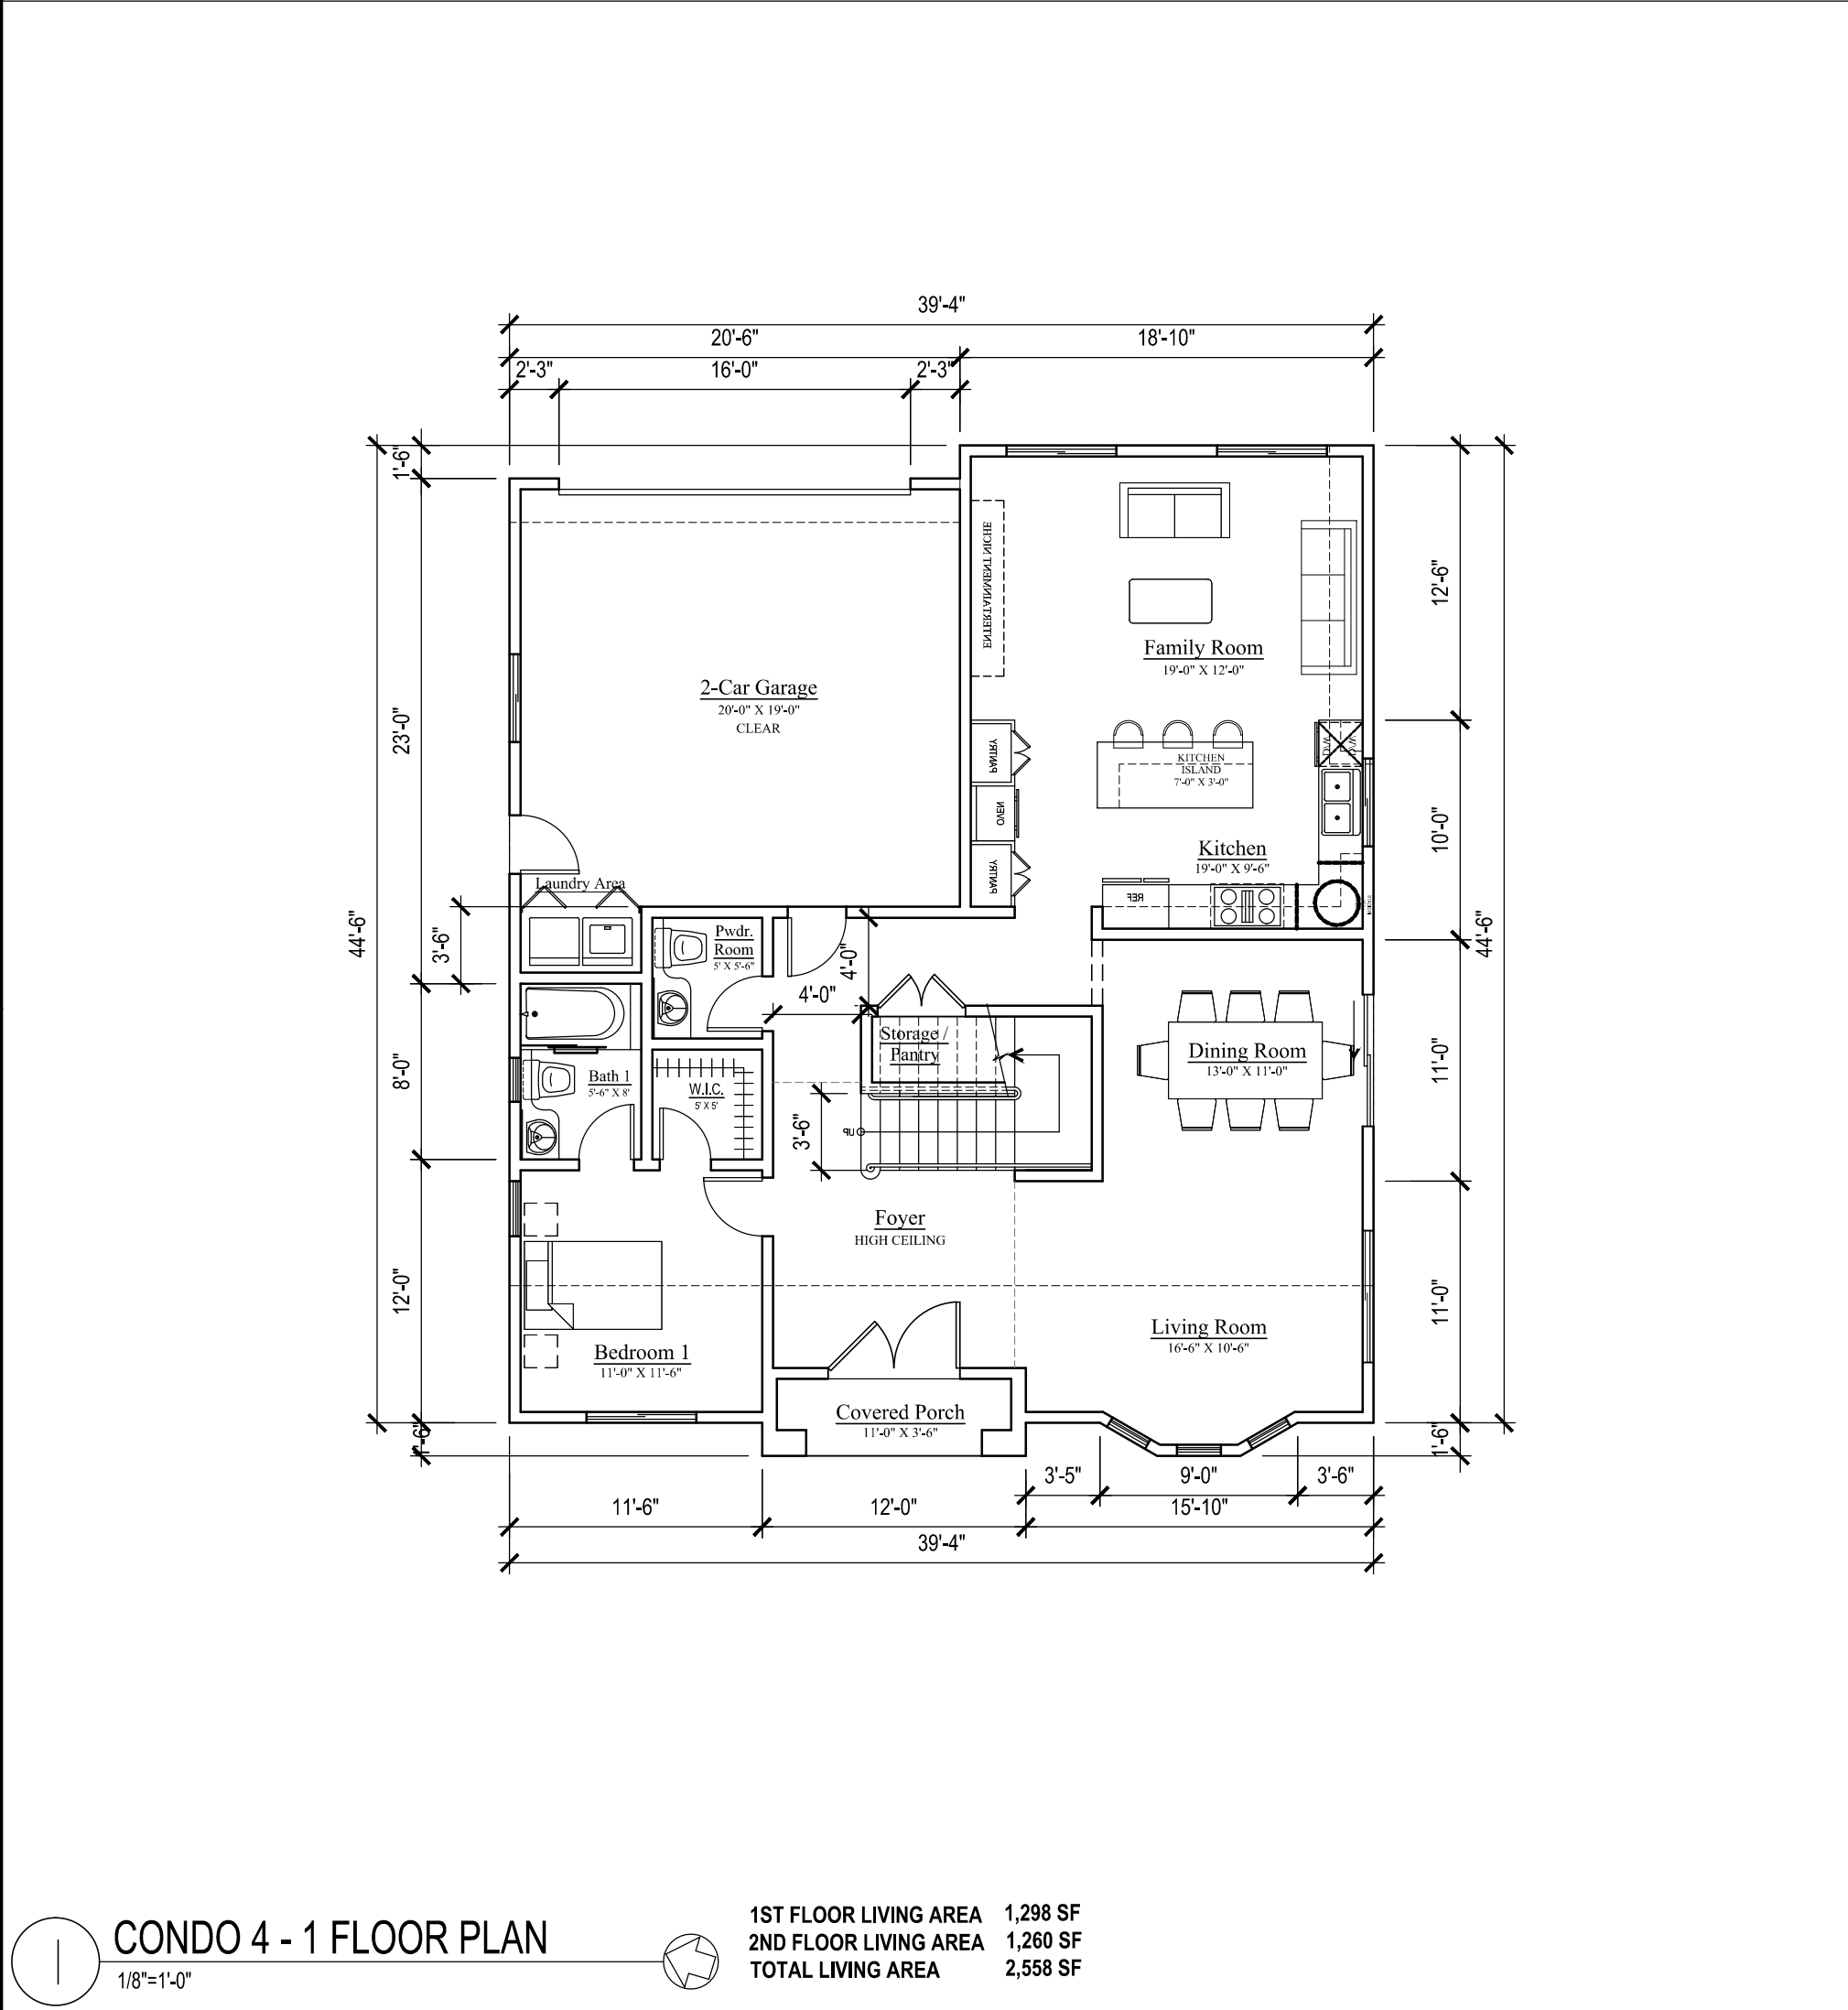 39'-4"
20'-6"
18'-10"
2'-3"
16'-0"
2'-3"
1'-6"
12'-6"
ENTERTAINMENT NICHE
Family Room
19'-0" X 12'-0"
2-Car Garage
20'-0" X 19'-0"
CLEAR
23'-0"
PANTRY
D/W
KITCHEN
ISLAND
7'-0" X 3'-0"
OVEN
10'-0"
Kitchen
19'-0" X 9'-6"
PANTRY
REF
Laundry Area
44'-6"
3'-6"
44'-6"
Pwdr.
Room
5' X 5'-6"
4'-0"
4'-0"
Storage /
Pantry
Dining Room
13'-0" X 11'-0"
11'-0"
8'-0"
Bath 1
5'-6" X 8'
W.I.C.
5' X 5'
3'-6"
UP
Foyer
HIGH CEILING
12'-0"
11'-0"
Living Room
16'-6" X 10'-6"
Bedroom 1
11'-0" X 11'-6"
Covered Porch
11'-0" X 3'-6"
1'-6"
1'-6"
3'-5"
9'-0"
3'-6"
11'-6"
12'-0"
15'-10"
39'-4"
CONDO 4 - 1 FLOOR PLAN
1/8"=1'-0"
1ST FLOOR LIVING AREA 1,298 SF
2ND FLOOR LIVING AREA 1,260 SF
TOTAL LIVING AREA 2,558 SF